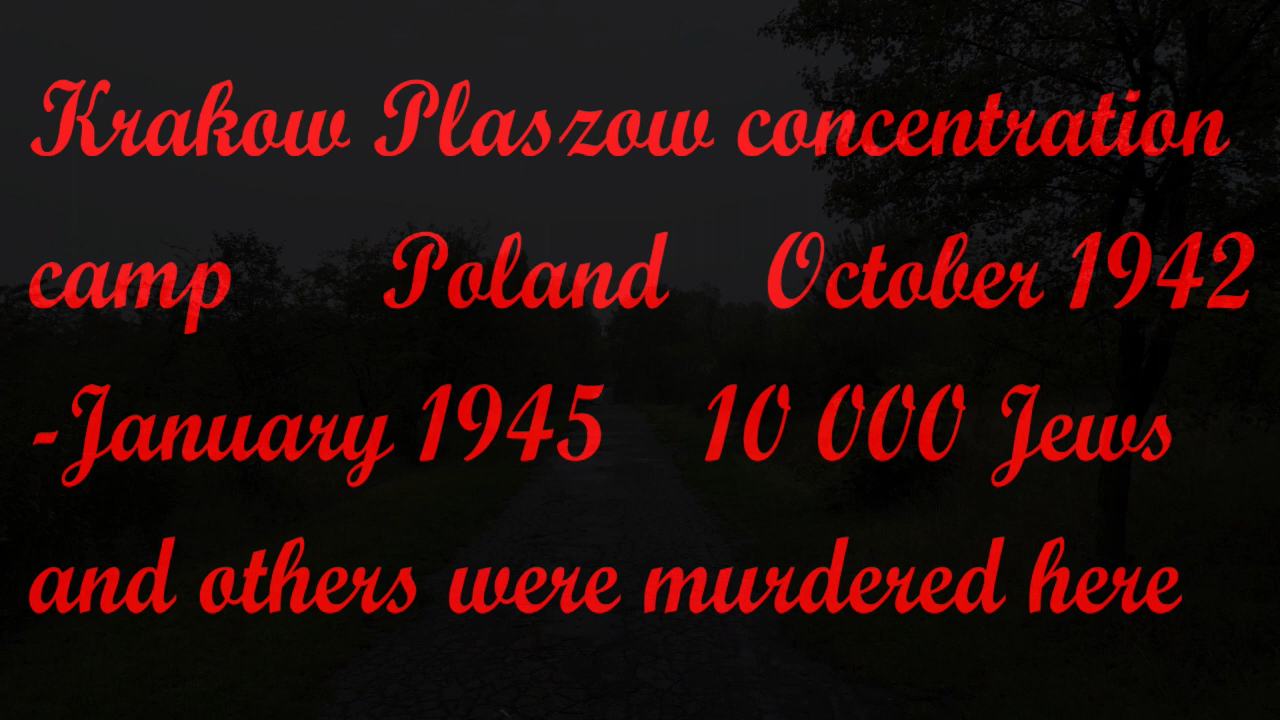 Krakow Plaszow concentration
camp Poland October 1942
-January 1945 10 000 Jews
and others were murdered here